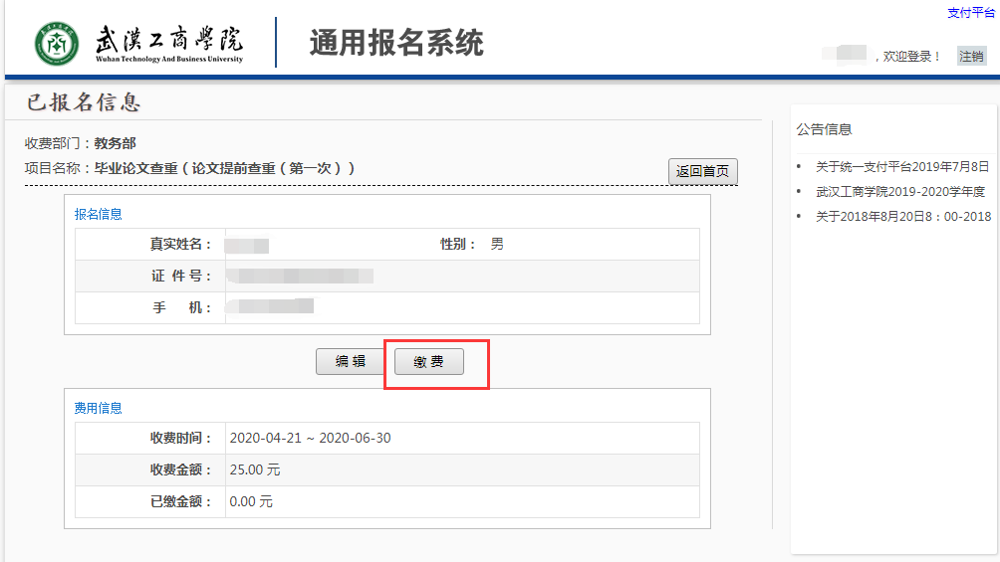 支付平台
武漢工商學院
Wuhan Technology And Business University
通用报名系统
，欢迎登录！ 注销
已报名信息
收费部门：教务部
项目名称：毕业论文查重（论文提前查重（第一次））
返回首页
报名信息
真实姓名： 性别： 男
证 件 号：
手 机：
编 辑 缴 费
费用信息
收费时间： 2020-04-21 ~ 2020-06-30
收费金额： 25.00 元
已缴金额： 0.00 元
公告信息
• 关于统一支付平台2019年7月8日
• 武汉工商学院2019-2020学年度
• 关于2018年8月20日8：00-2018